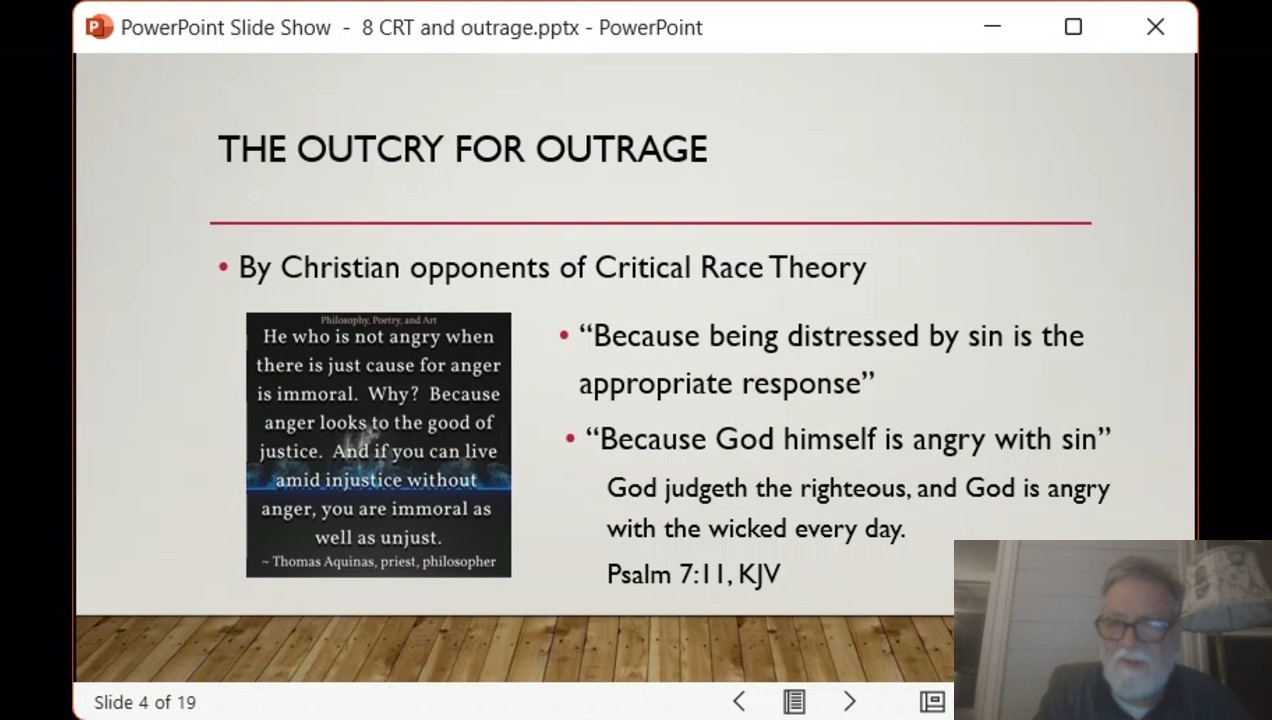 PowerPoint Slide Show - 8 CRT and outrage.pptx - PowerPoint
THE OUTCRY FOR OUTRAGE
• By Christian opponents of Critical Race Theory
Philosophy, Poetry, and Art
He who is not angry when
there is just cause for anger
is immoral. Why? Because
anger looks to the good of
justice. And if you can live
amid injustice without
anger, you are immoral as
well as unjust.
~ Thomas Aquinas, priest, philosopher
• “Because being distressed by sin is the
appropriate response”
• “Because God himself is angry with sin”
God judgeth the righteous, and God is angry
with the wicked every day.
Psalm 7:11, KJV
Slide 4 of 19